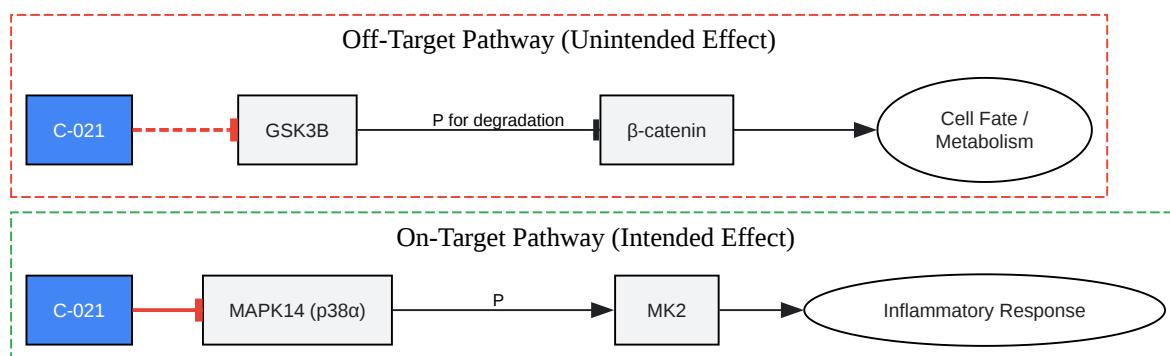 Off-Target Pathway (Unintended Effect)
C-021
GSK3B
P for degradation
β-catenin
Cell Fate /
Metabolism
On-Target Pathway (Intended Effect)
C-021
MAPK14 (p38α)
P
MK2
Inflammatory Response